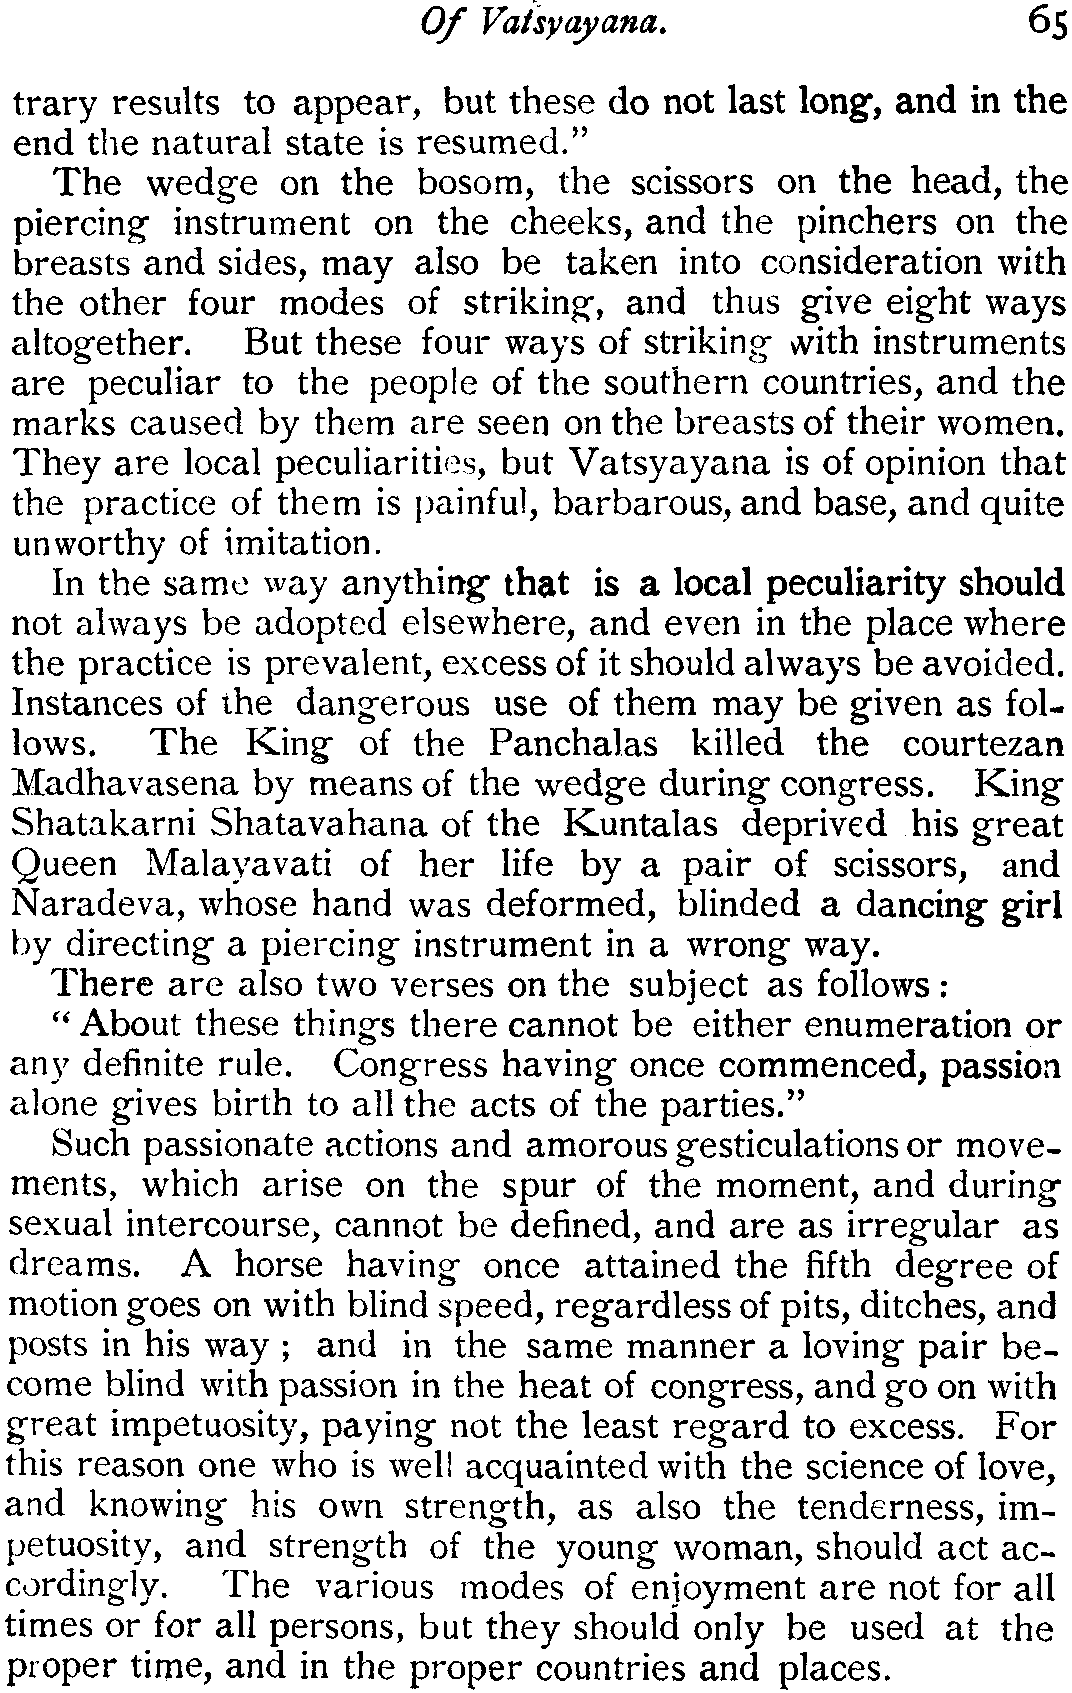 Of Vatsyayana. 65
trary results to appear, but these do not last long, and in the
end the natural state is resumed.”
The wedge on the bosom, the scissors on the head, the
piercing instrument on the cheeks, and the pinchers on the
breasts and sides, may also be taken into consideration with
the other four modes of striking, and thus give eight ways
altogether. But these four ways of striking with instruments
are peculiar to the people of the southern countries, and the
marks caused by them are seen on the breasts of their women.
They are local peculiarities, but Vatsyayana is of opinion that
the practice of them is painful, barbarous, and base, and quite
unworthy of imitation.
In the same way anything that is a local peculiarity should
not always be adopted elsewhere, and even in the place where
the practice is prevalent, excess of it should always be avoided.
Instances of the dangerous use of them may be given as fol-
lows. The King of the Panchalas killed the courtezan
Madhavasena by means of the wedge during congress. King
Shatakarni Shatavahana of the Kuntalas deprived his great
Queen Malayavati of her life by a pair of scissors, and
Naradeva, whose hand was deformed, blinded a dancing girl
by directing a piercing instrument in a wrong way.
There are also two verses on the subject as follows :
“ About these things there cannot be either enumeration or
any definite rule. Congress having once commenced, passion
alone gives birth to all the acts of the parties.”
Such passionate actions and amorous gesticulations or move-
ments, which arise on the spur of the moment, and during
sexual intercourse, cannot be defined, and are as irregular as
dreams. A horse having once attained the fifth degree of
motion goes on with blind speed, regardless of pits, ditches, and
posts in his way ; and in the same manner a loving pair be-
come blind with passion in the heat of congress, and go on with
great impetuosity, paying not the least regard to excess. For
this reason one who is well acquainted with the science of love,
and knowing his own strength, as also the tenderness, im-
petuosity, and strength of the young woman, should act ac-
cordingly. The various modes of enjoyment are not for all
times or for all persons, but they should only be used at the
proper time, and in the proper countries and places.